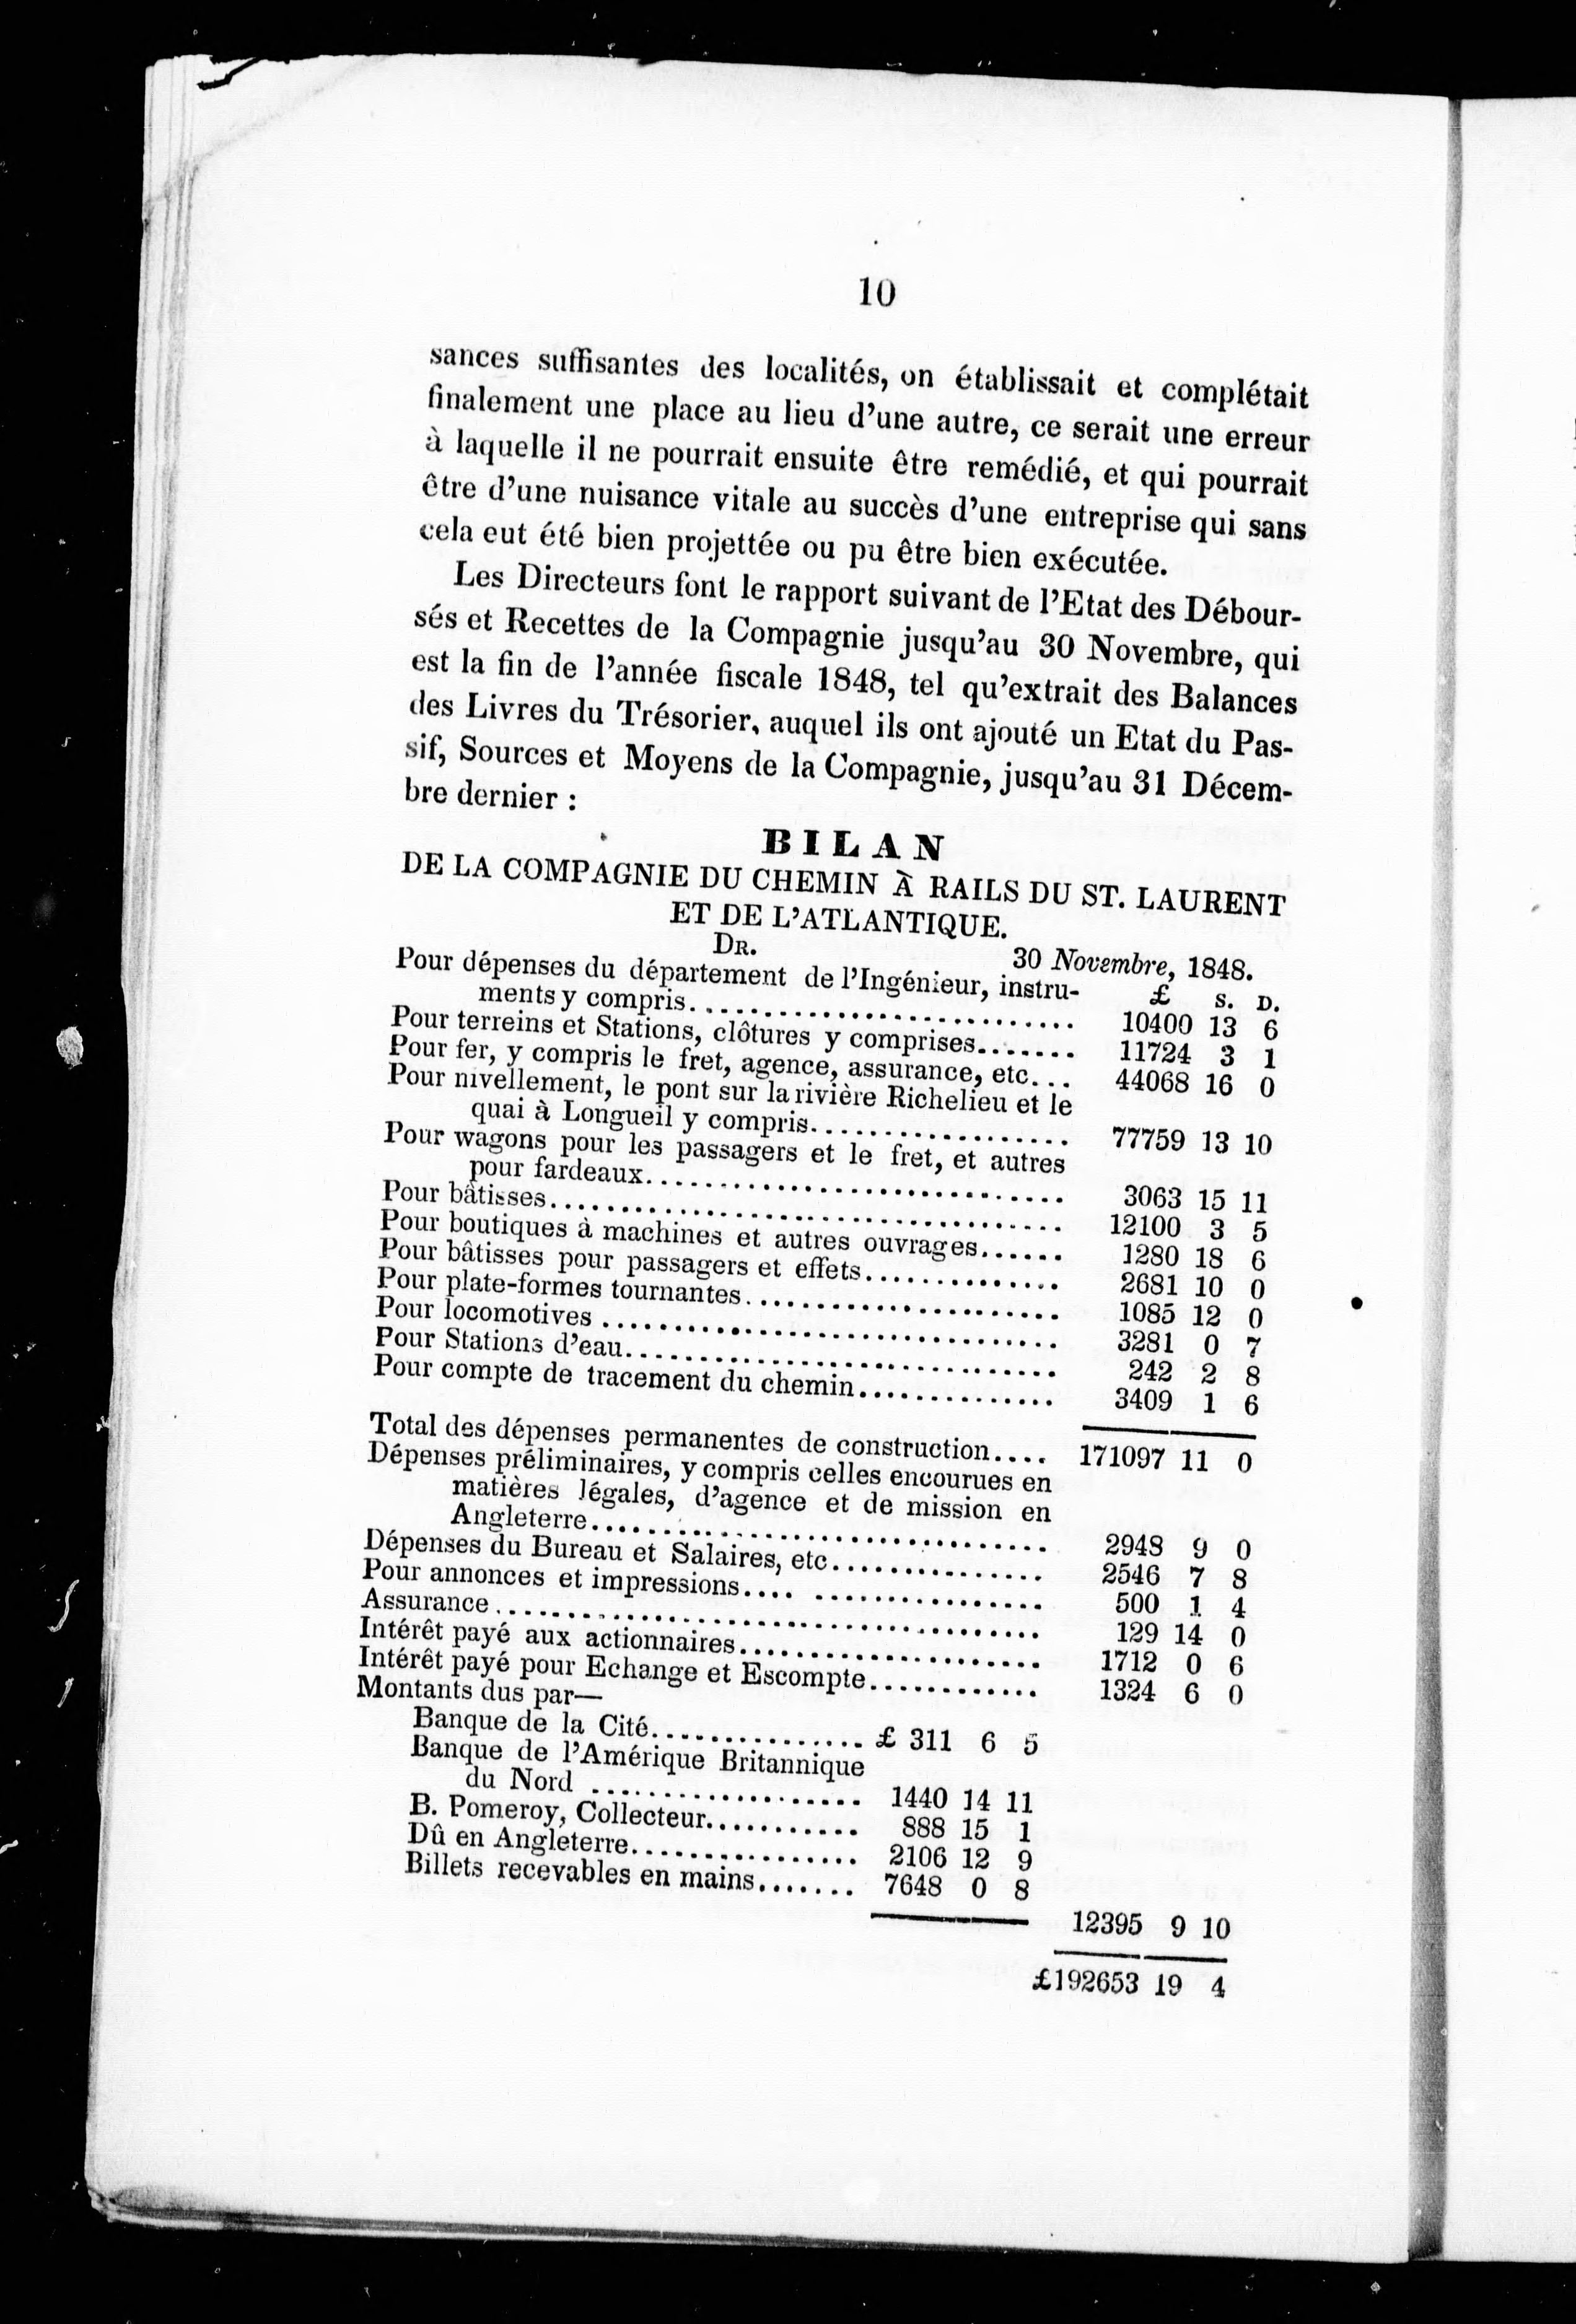 10
sances suffisantes des localités, on établissait et complétait
finalement une place au lieu d'une autre, ce serait une erreur
à laquelle il ne pourrait ensuite être remédié, et qui pourrait
être d'une nuisance vitale au succès d'une entreprise qui sans
cela eut été bien projettée ou pu être bien exécutée.
Les Directeurs font le rapport suivant de l'Etat des Débour-
sés et Recettes de la Compagnie jusqu'au 30 Novembre, qui
est la fin de l'année fiscale 1848, tel qu'extrait des Balances
des Livres du Trésorier, auquel ils ont ajouté un Etat du Pas-
sif, Sources et Moyens de la Compagnie, jusqu'au 31 Décem-
bre dernier :
BILAN
DE LA COMPAGNIE DU CHEMIN À RAILS DU ST. LAURENT
ET DE L'ATLANTIQUE.
DR. 30 Novembre, 1848.
Pour dépenses du département de l'Ingénieur, instru- £ S. D.
ments y compris............................ 10400 13 6
Pour terreins et Stations, clôtures y comprises....... 11724 3 1
Pour fer, y compris le fret, agence, assurance, etc... 44068 16 0
Pour nivellement, le pont sur la rivière Richelieu et le
quai à Longueil y compris.................. 77759 13 10
Pour wagons pour les passagers et le fret, et autres
pour fardeaux............................. 3063 15 11
Pour bâtisses.................................. 12100 3 5
Pour boutiques à machines et autres ouvrages...... 1280 18 6
Pour bâtisses pour passagers et effets.............. 2681 10 0
Pour plate-formes tournantes...................... 1085 12 0
Pour locomotives ................................ 3281 0 7
Pour Stations d'eau.............................. 242 2 8
Pour compte de tracement du chemin.............. 3409 1 6
Total des dépenses permanentes de construction.... 171097 11 0
Dépenses préliminaires, y compris celles encourues en
matières légales, d'agence et de mission en
Angleterre................................ 2948 9 0
Dépenses du Bureau et Salaires, etc................ 2546 7 8
Pour annonces et impressions.... ................ 500 1 4
Assurance...................................... 129 14 0
Intérêt payé aux actionnaires...................... 1712 0 6
Intérêt payé pour Echange et Escompte............ 1324 6 0
Montants dus par—
Banque de la Cité............... £ 311 6 5
Banque de l'Amérique Britannique
du Nord ................... 1440 14 11
B. Pomeroy, Collecteur........... 888 15 1
Dû en Angleterre................ 2106 12 9
Billets recevables en mains....... 7648 0 8
12395 9 10
£192653 19 4